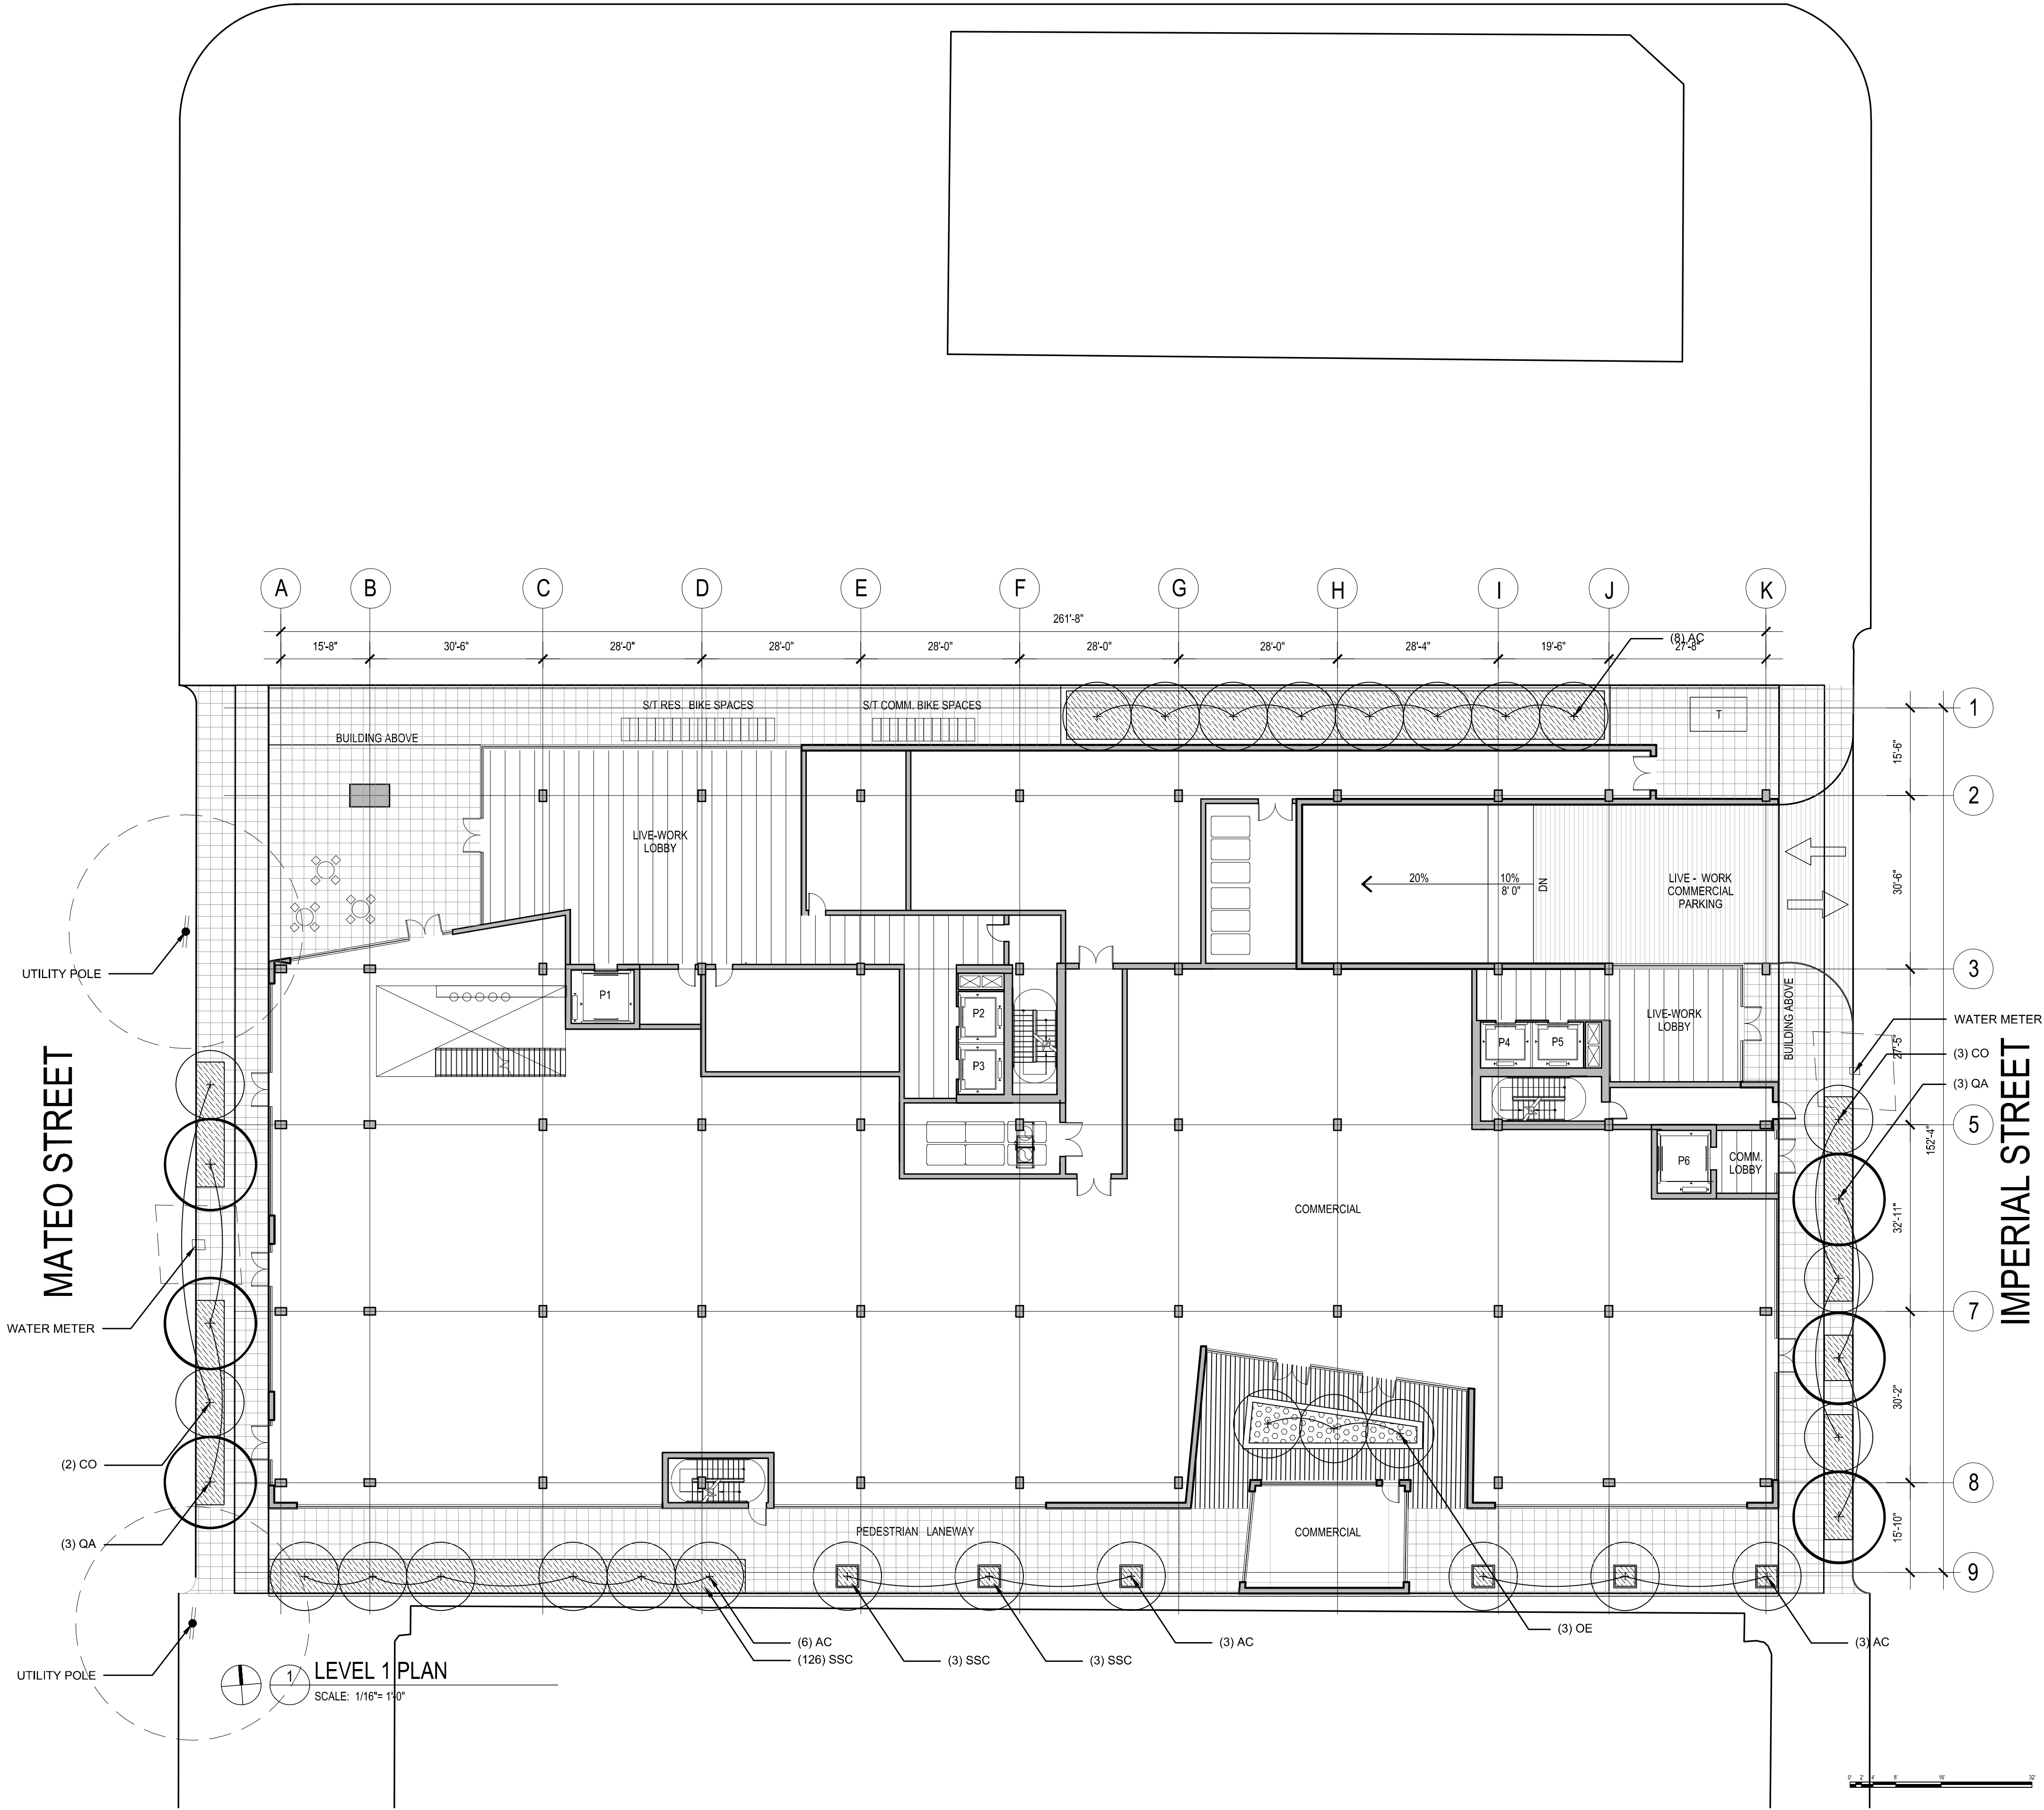 A
B
C
D
E
F
G
H
I
J
K
261'-8"
15'-8"
30'-6"
28'-0"
28'-0"
28'-0"
28'-0"
28'-0"
28'-4"
19'-6"
27'-8"
(8) AC
S/T RES. BIKE SPACES
S/T COMM. BIKE SPACES
T
1
BUILDING ABOVE
15'-6"
2
LIVE-WORK
LOBBY
20%
10%
8' 0"
DN
LIVE - WORK
COMMERCIAL
PARKING
30'-6"
UTILITY POLE
3
P1
P2
P3
P4
P5
LIVE-WORK
LOBBY
BUILDING ABOVE
WATER METER
27'-5"
(3) CO
(3) QA
MATEO STREET
IMPERIAL STREET
5
152'-4"
P6
COMM.
LOBBY
COMMERCIAL
32'-11"
WATER METER
7
30'-2"
(2) CO
8
(3) QA
PEDESTRIAN LANEWAY
COMMERCIAL
15'-10"
9
(6) AC
(126) SSC
(3) SSC
(3) SSC
(3) AC
(3) OE
(3) AC
UTILITY POLE
1
LEVEL 1 PLAN
SCALE: 1/16"= 1'-0"
0' 2' 4' 8' 16' 32'